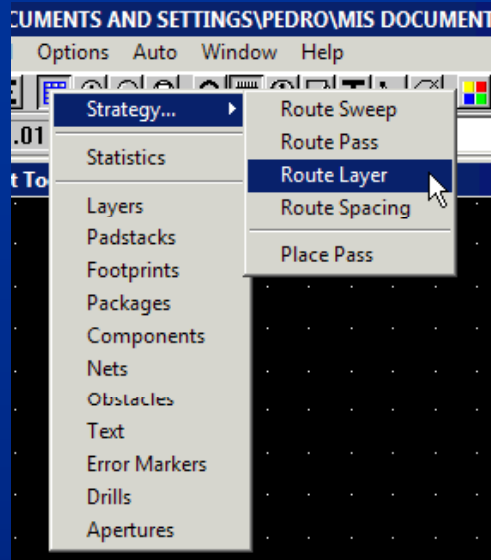 CUMENTS AND SETTINGS\PEDRO\MIS DOCUMENT
Options Auto Window Help
.01
t To
Strategy...
Statistics
Layers
Padstacks
Footprints
Packages
Components
Nets
Obstacles
Text
Error Markers
Drills
Apertures
Route Sweep
Route Pass
Route Layer
Route Spacing
Place Pass